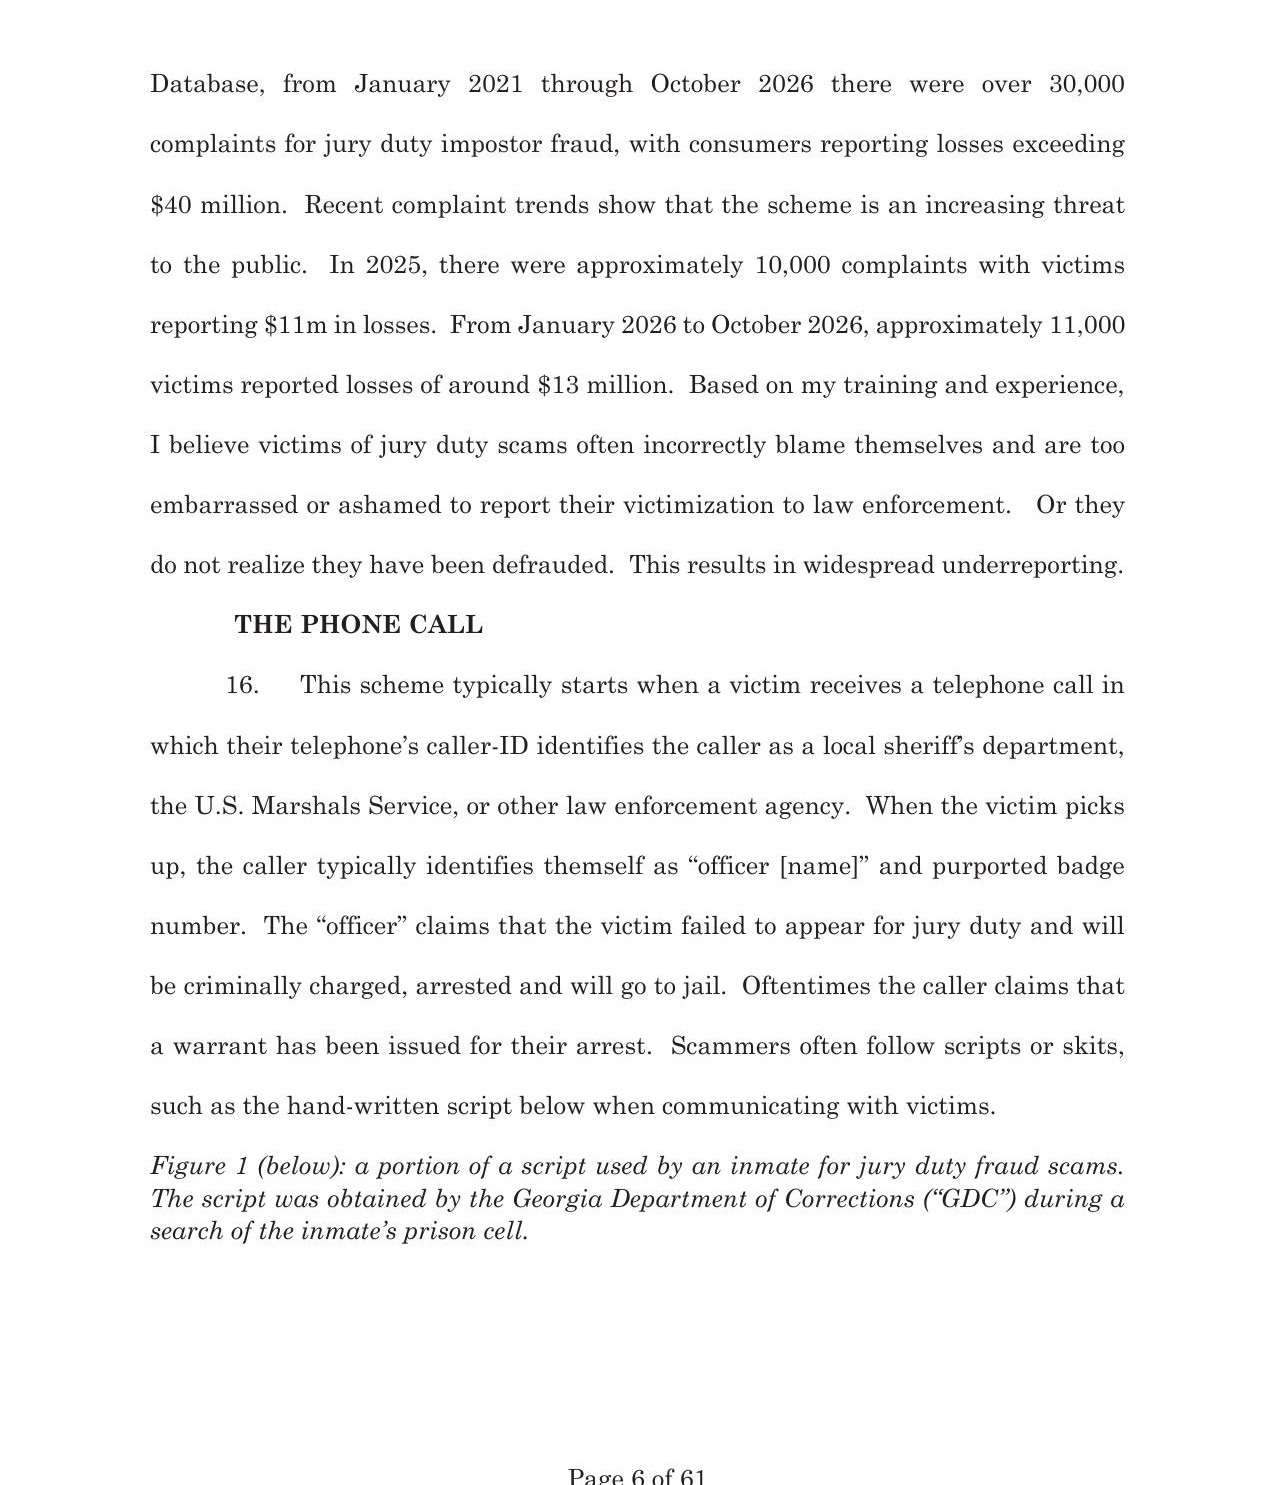 Database, from January 2021 through October 2026 there were over 30,000
complaints for jury duty impostor fraud, with consumers reporting losses exceeding
$40 million. Recent complaint trends show that the scheme is an increasing threat
to the public. In 2025, there were approximately 10,000 complaints with victims
reporting $11m in losses. From January 2026 to October 2026, approximately 11,000
victims reported losses of around $13 million. Based on my training and experience,
I believe victims of jury duty scams often incorrectly blame themselves and are too
embarrassed or ashamed to report their victimization to law enforcement. Or they
do not realize they have been defrauded. This results in widespread underreporting.
THE PHONE CALL
16. This scheme typically starts when a victim receives a telephone call in
which their telephone’s caller-ID identifies the caller as a local sheriff’s department,
the U.S. Marshals Service, or other law enforcement agency. When the victim picks
up, the caller typically identifies themself as “officer [name]” and purported badge
number. The “officer” claims that the victim failed to appear for jury duty and will
be criminally charged, arrested and will go to jail. Oftentimes the caller claims that
a warrant has been issued for their arrest. Scammers often follow scripts or skits,
such as the hand-written script below when communicating with victims.
Figure 1 (below): a portion of a script used by an inmate for jury duty fraud scams.
The script was obtained by the Georgia Department of Corrections (“GDC”) during a
search of the inmate’s prison cell.
Page 6 of 61